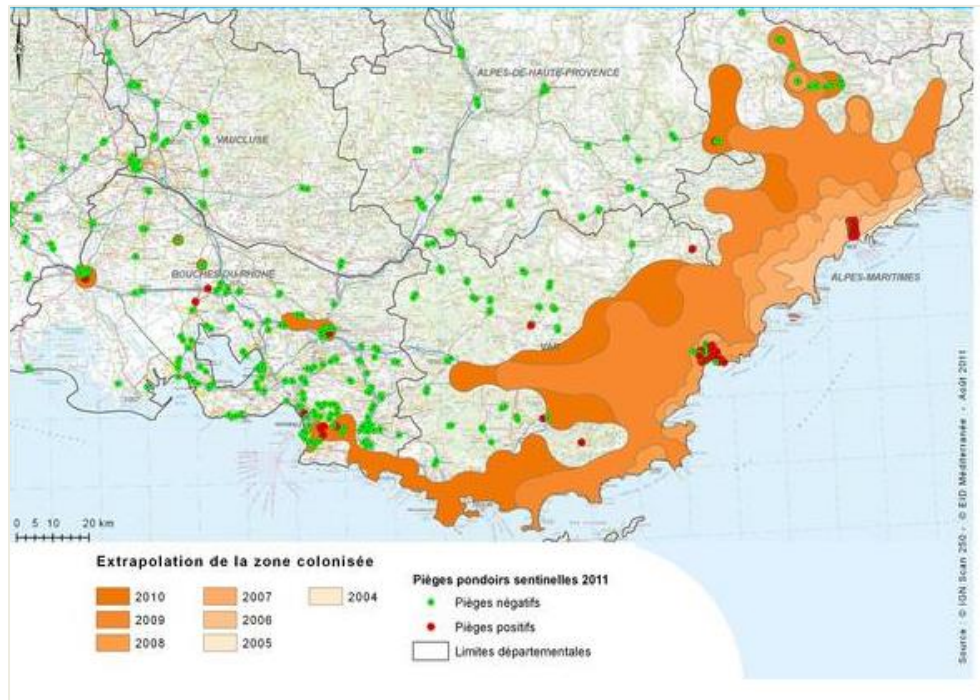 ALPES-DE-HAUTE-PROVENCE
VAUCLUSE
BOUCHES-DU-RHÔNE
ALPES-MARITIMES
VAR
0 5 10 20 km
Extrapolation de la zone colonisée
2010
2009
2008
2007
2006
2005
2004
Pièges pondoirs sentinelles 2011
Pièges négatifs
Pièges positifs
Limites départementales
Source : © IGN Scan 250 - © EID Méditerranée - Août 2011